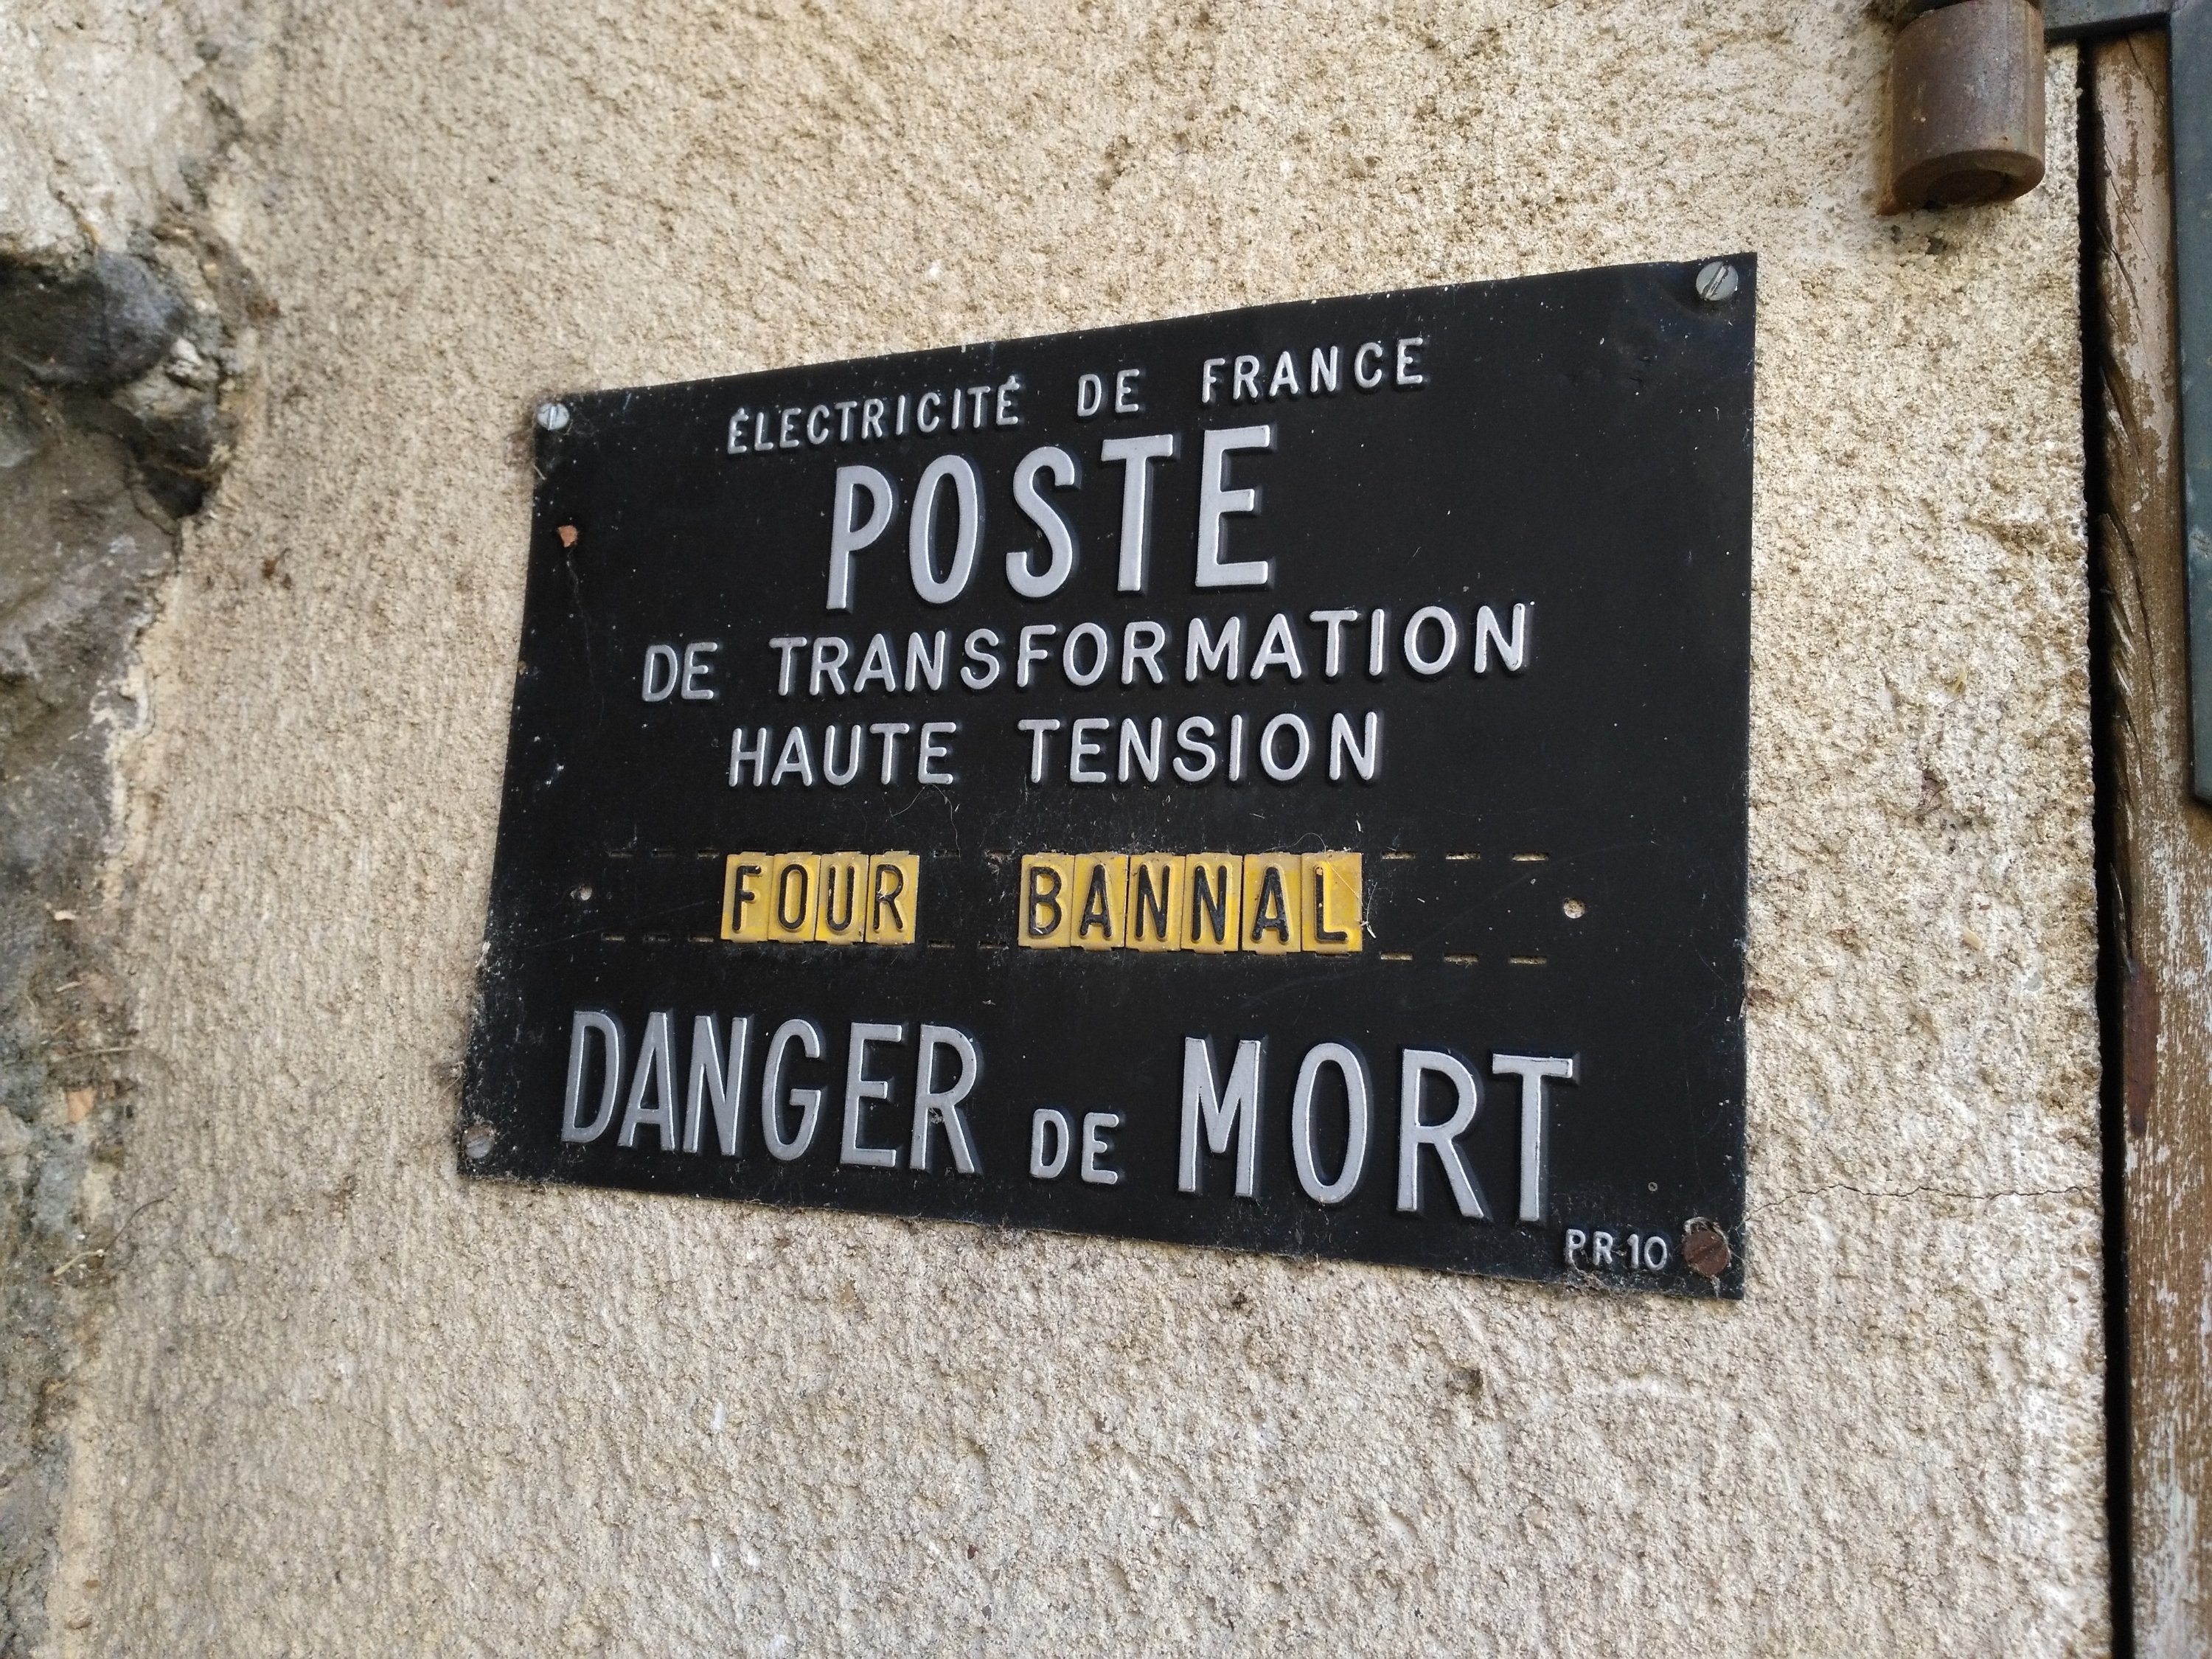 ÉLECTRICITÉ DE FRANCE
POSTE
DE TRANSFORMATION
HAUTE TENSION
FOUR BANNAL
DANGER DE MORT
PR 10